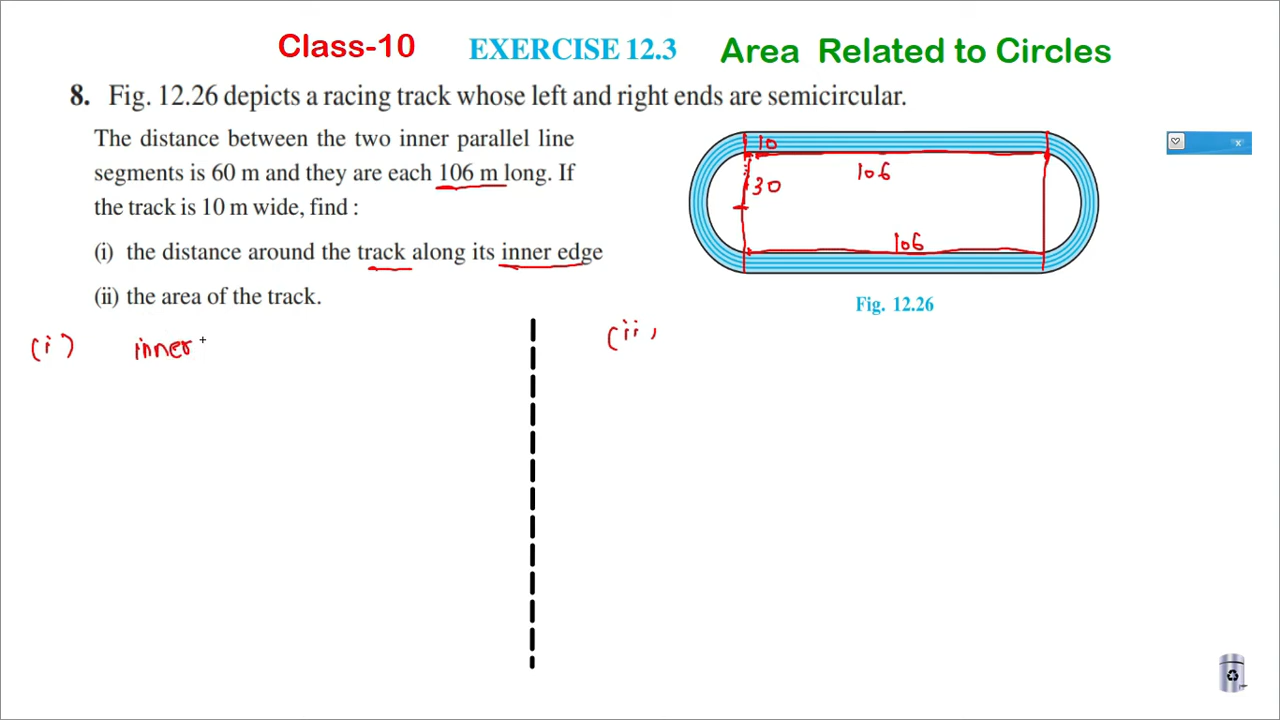 Class-10 EXERCISE 12.3 Area Related to Circles
8. Fig. 12.26 depicts a racing track whose left and right ends are semicircular.
The distance between the two inner parallel line
segments is 60 m and they are each 106 m long. If
the track is 10 m wide, find :
(i) the distance around the track along its inner edge
(ii) the area of the track.
10
106
30
106
Fig. 12.26
(i) inner
(ii)